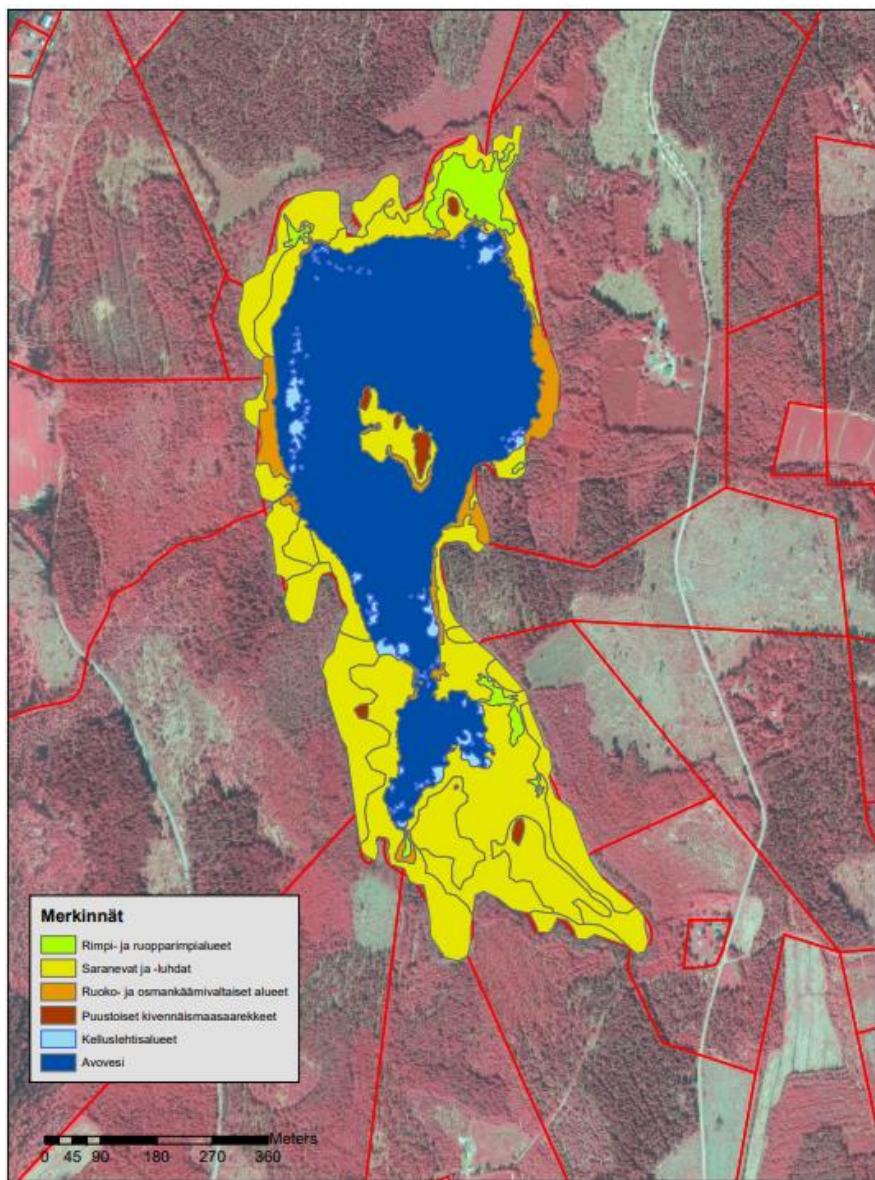 Merkinnät
Rimpi- ja ruopparimpialueet
Saranevat ja -luhdat
Ruoko- ja osmankäämivaltaiset alueet
Puustoiset kivennäismaasaarekkeet
Kelluslehtisalueet
Avovesi
Meters
0 45 90 180 270 360